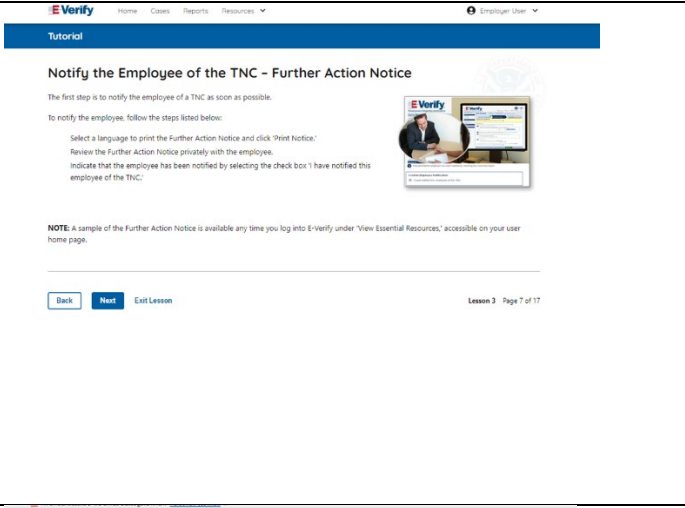 E Verify Home Cases Reports Resources Employer User
Tutorial
Notify the Employee of the TNC – Further Action Notice
The first step is to notify the employee of a TNC as soon as possible.
To notify the employee, follow the steps listed below:
Select a language to print the Further Action Notice and click 'Print Notice.'
Review the Further Action Notice privately with the employee.
Indicate that the employee has been notified by selecting the check box 'I have notified this
employee of the TNC.'
E Verify
NOTE: A sample of the Further Action Notice is available any time you log into E-Verify under 'View Essential Resources,' accessible on your user
home page.
Back Next Exit Lesson Lesson 3 Page 7 of 17